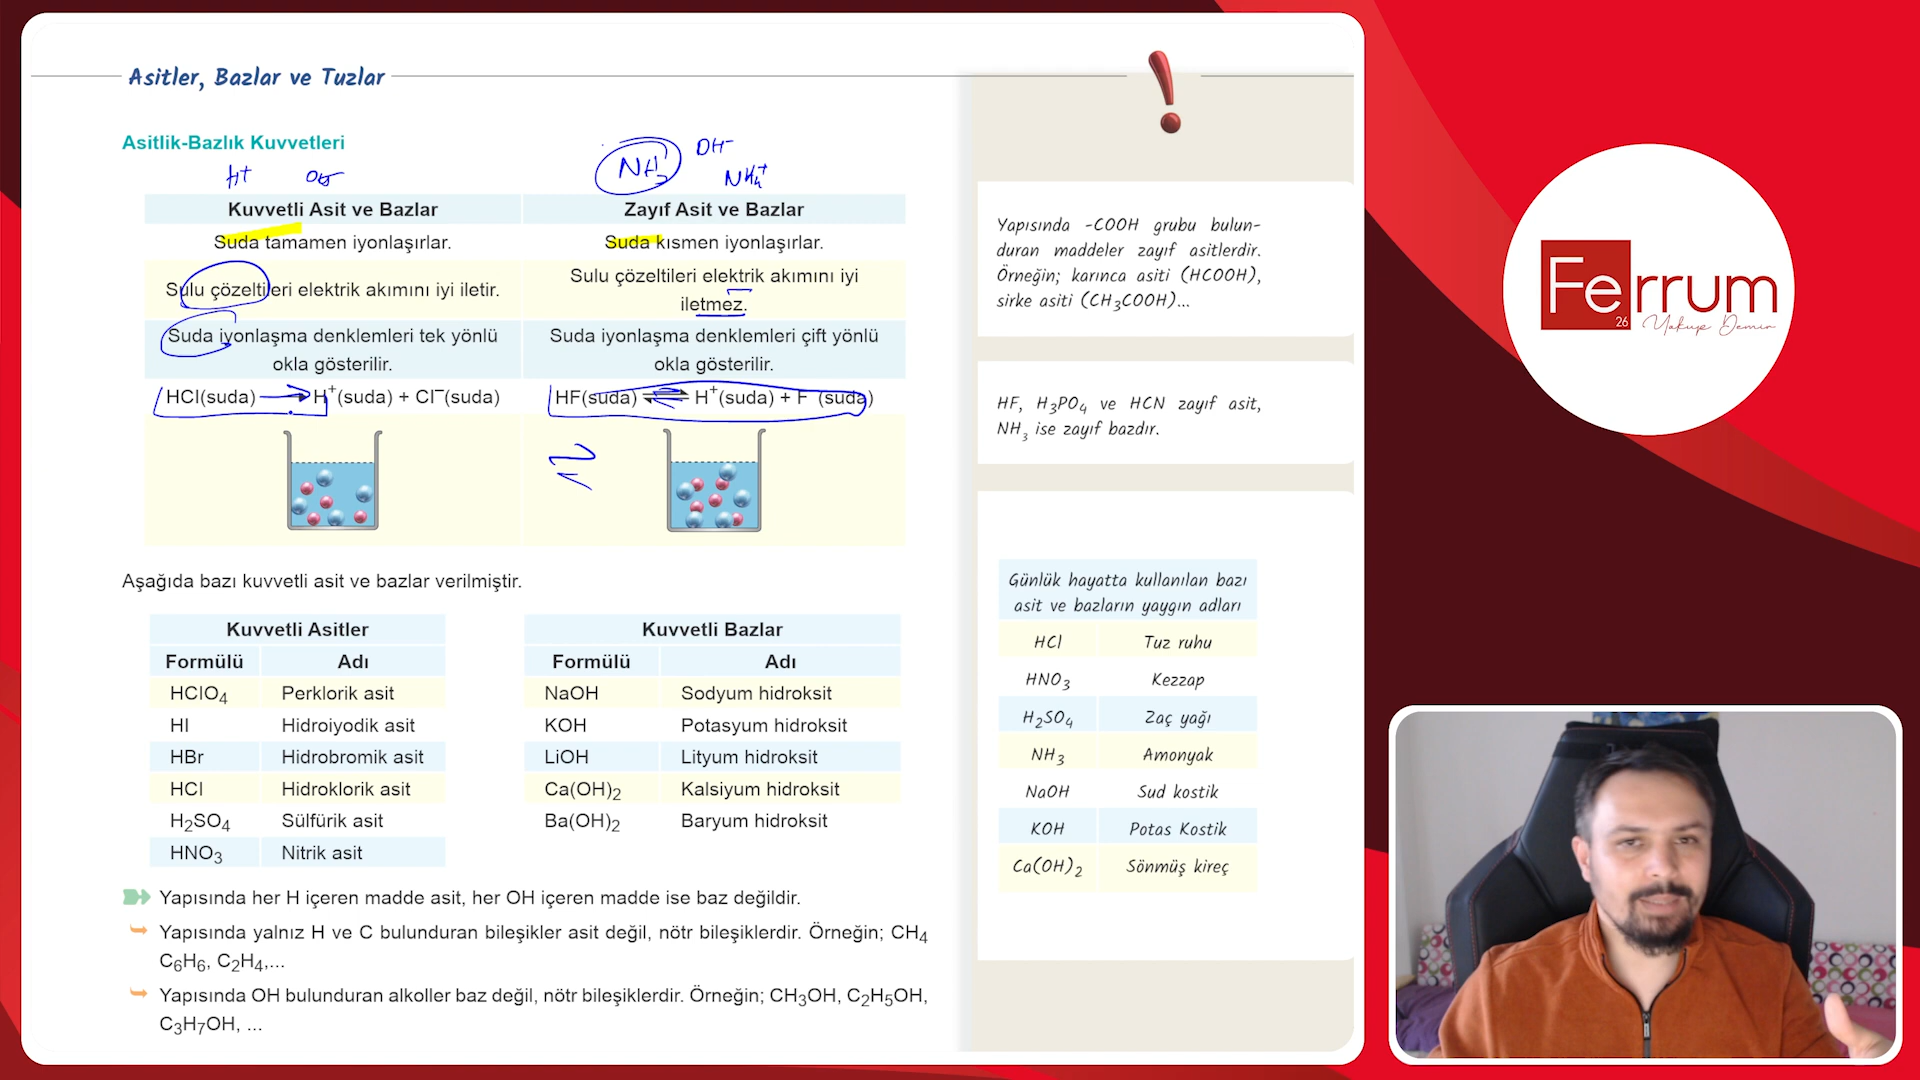 Asitler, Bazlar ve Tuzlar
Asitlik-Bazlık Kuvvetleri
H⁺ OH⁻
NH₃ OH⁻
NH₄⁺
Kuvvetli Asit ve Bazlar
Zayıf Asit ve Bazlar
Suda tamamen iyonlaşırlar.
Suda kısmen iyonlaşırlar.
Sulu çözeltileri elektrik akımını iyi iletir.
Sulu çözeltileri elektrik akımını iyi
iletmez.
Suda iyonlaşma denklemleri tek yönlü
okla gösterilir.
Suda iyonlaşma denklemleri çift yönlü
okla gösterilir.
HCl(suda) → H⁺(suda) + Cl⁻(suda)
HF(suda) ⇌ H⁺(suda) + F⁻(suda)
Aşağıda bazı kuvvetli asit ve bazlar verilmiştir.
Kuvvetli Asitler
Formülü Adı
HClO₄ Perklorik asit
HI Hidroiyodik asit
HBr Hidrobromik asit
HCl Hidroklorik asit
H₂SO₄ Sülfürik asit
HNO₃ Nitrik asit
Kuvvetli Bazlar
Formülü Adı
NaOH Sodyum hidroksit
KOH Potasyum hidroksit
LiOH Lityum hidroksit
Ca(OH)₂ Kalsiyum hidroksit
Ba(OH)₂ Baryum hidroksit
Yapısında her H içeren madde asit, her OH içeren madde ise baz değildir.
Yapısında yalnız H ve C bulunduran bileşikler asit değil, nötr bileşiklerdir. Örneğin; CH₄
C₆H₆, C₂H₄,...
Yapısında OH bulunduran alkoller baz değil, nötr bileşiklerdir. Örneğin; CH₃OH, C₂H₅OH,
C₃H₇OH, ...
Yapısında -COOH grubu bulun-
duran maddeler zayıf asitlerdir.
Örneğin; karınca asiti (HCOOH),
sirke asiti (CH₃COOH)...
HF, H₃PO₄ ve HCN zayıf asit,
NH₃ ise zayıf bazdır.
Günlük hayatta kullanılan bazı
asit ve bazların yaygın adları
HCl Tuz ruhu
HNO₃ Kezzap
H₂SO₄ Zaç yağı
NH₃ Amonyak
NaOH Sud kostik
KOH Potas Kostik
Ca(OH)₂ Sönmüş kireç
Ferrum
26
Yakup Demir